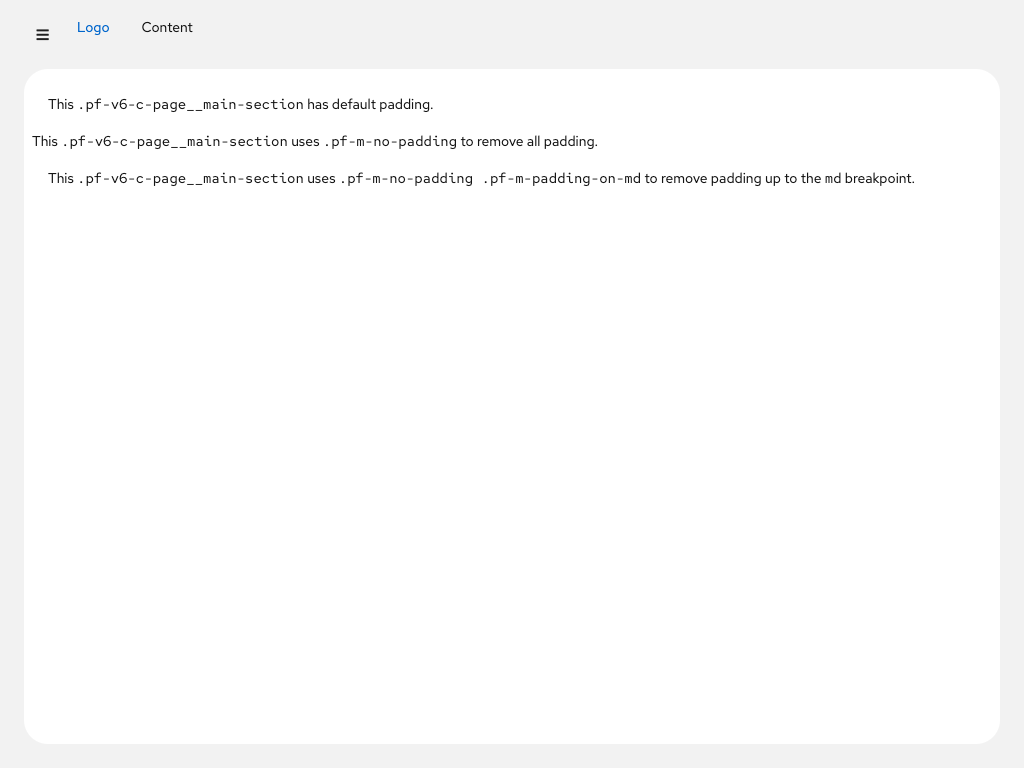 Logo
Content
This .pf-v6-c-page__main-section has default padding.
This .pf-v6-c-page__main-section uses .pf-m-no-padding to remove all padding.
This .pf-v6-c-page__main-section uses .pf-m-no-padding .pf-m-padding-on-md to remove padding up to the md breakpoint.